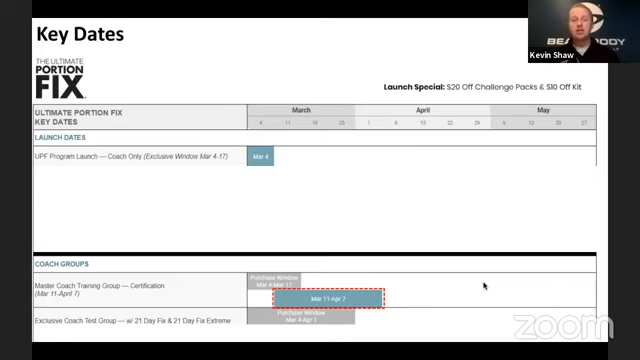 Key Dates
BEACHBODY
Kevin Shaw
THE ULTIMATE
PORTION
FIX
Launch Special: $20 Off Challenge Packs & $10 Off Kit
ULTIMATE PORTION FIX
KEY DATES
March April May
4 11 18 25 1 8 15 22 29 6 13 20 27
LAUNCH DATES
UPF Program Launch — Coach Only (Exclusive Window Mar 4-17)
Mar 4
COACH GROUPS
Master Coach Training Group — Certification
(Mar 11-April 7)
Purchase Window
Mar 4-Mar 17
Mar 11-Apr 7
Exclusive Coach Test Group — w/ 21 Day Fix & 21 Day Fix Extreme
Purchase Window
Mar 4-Apr 1
zoom